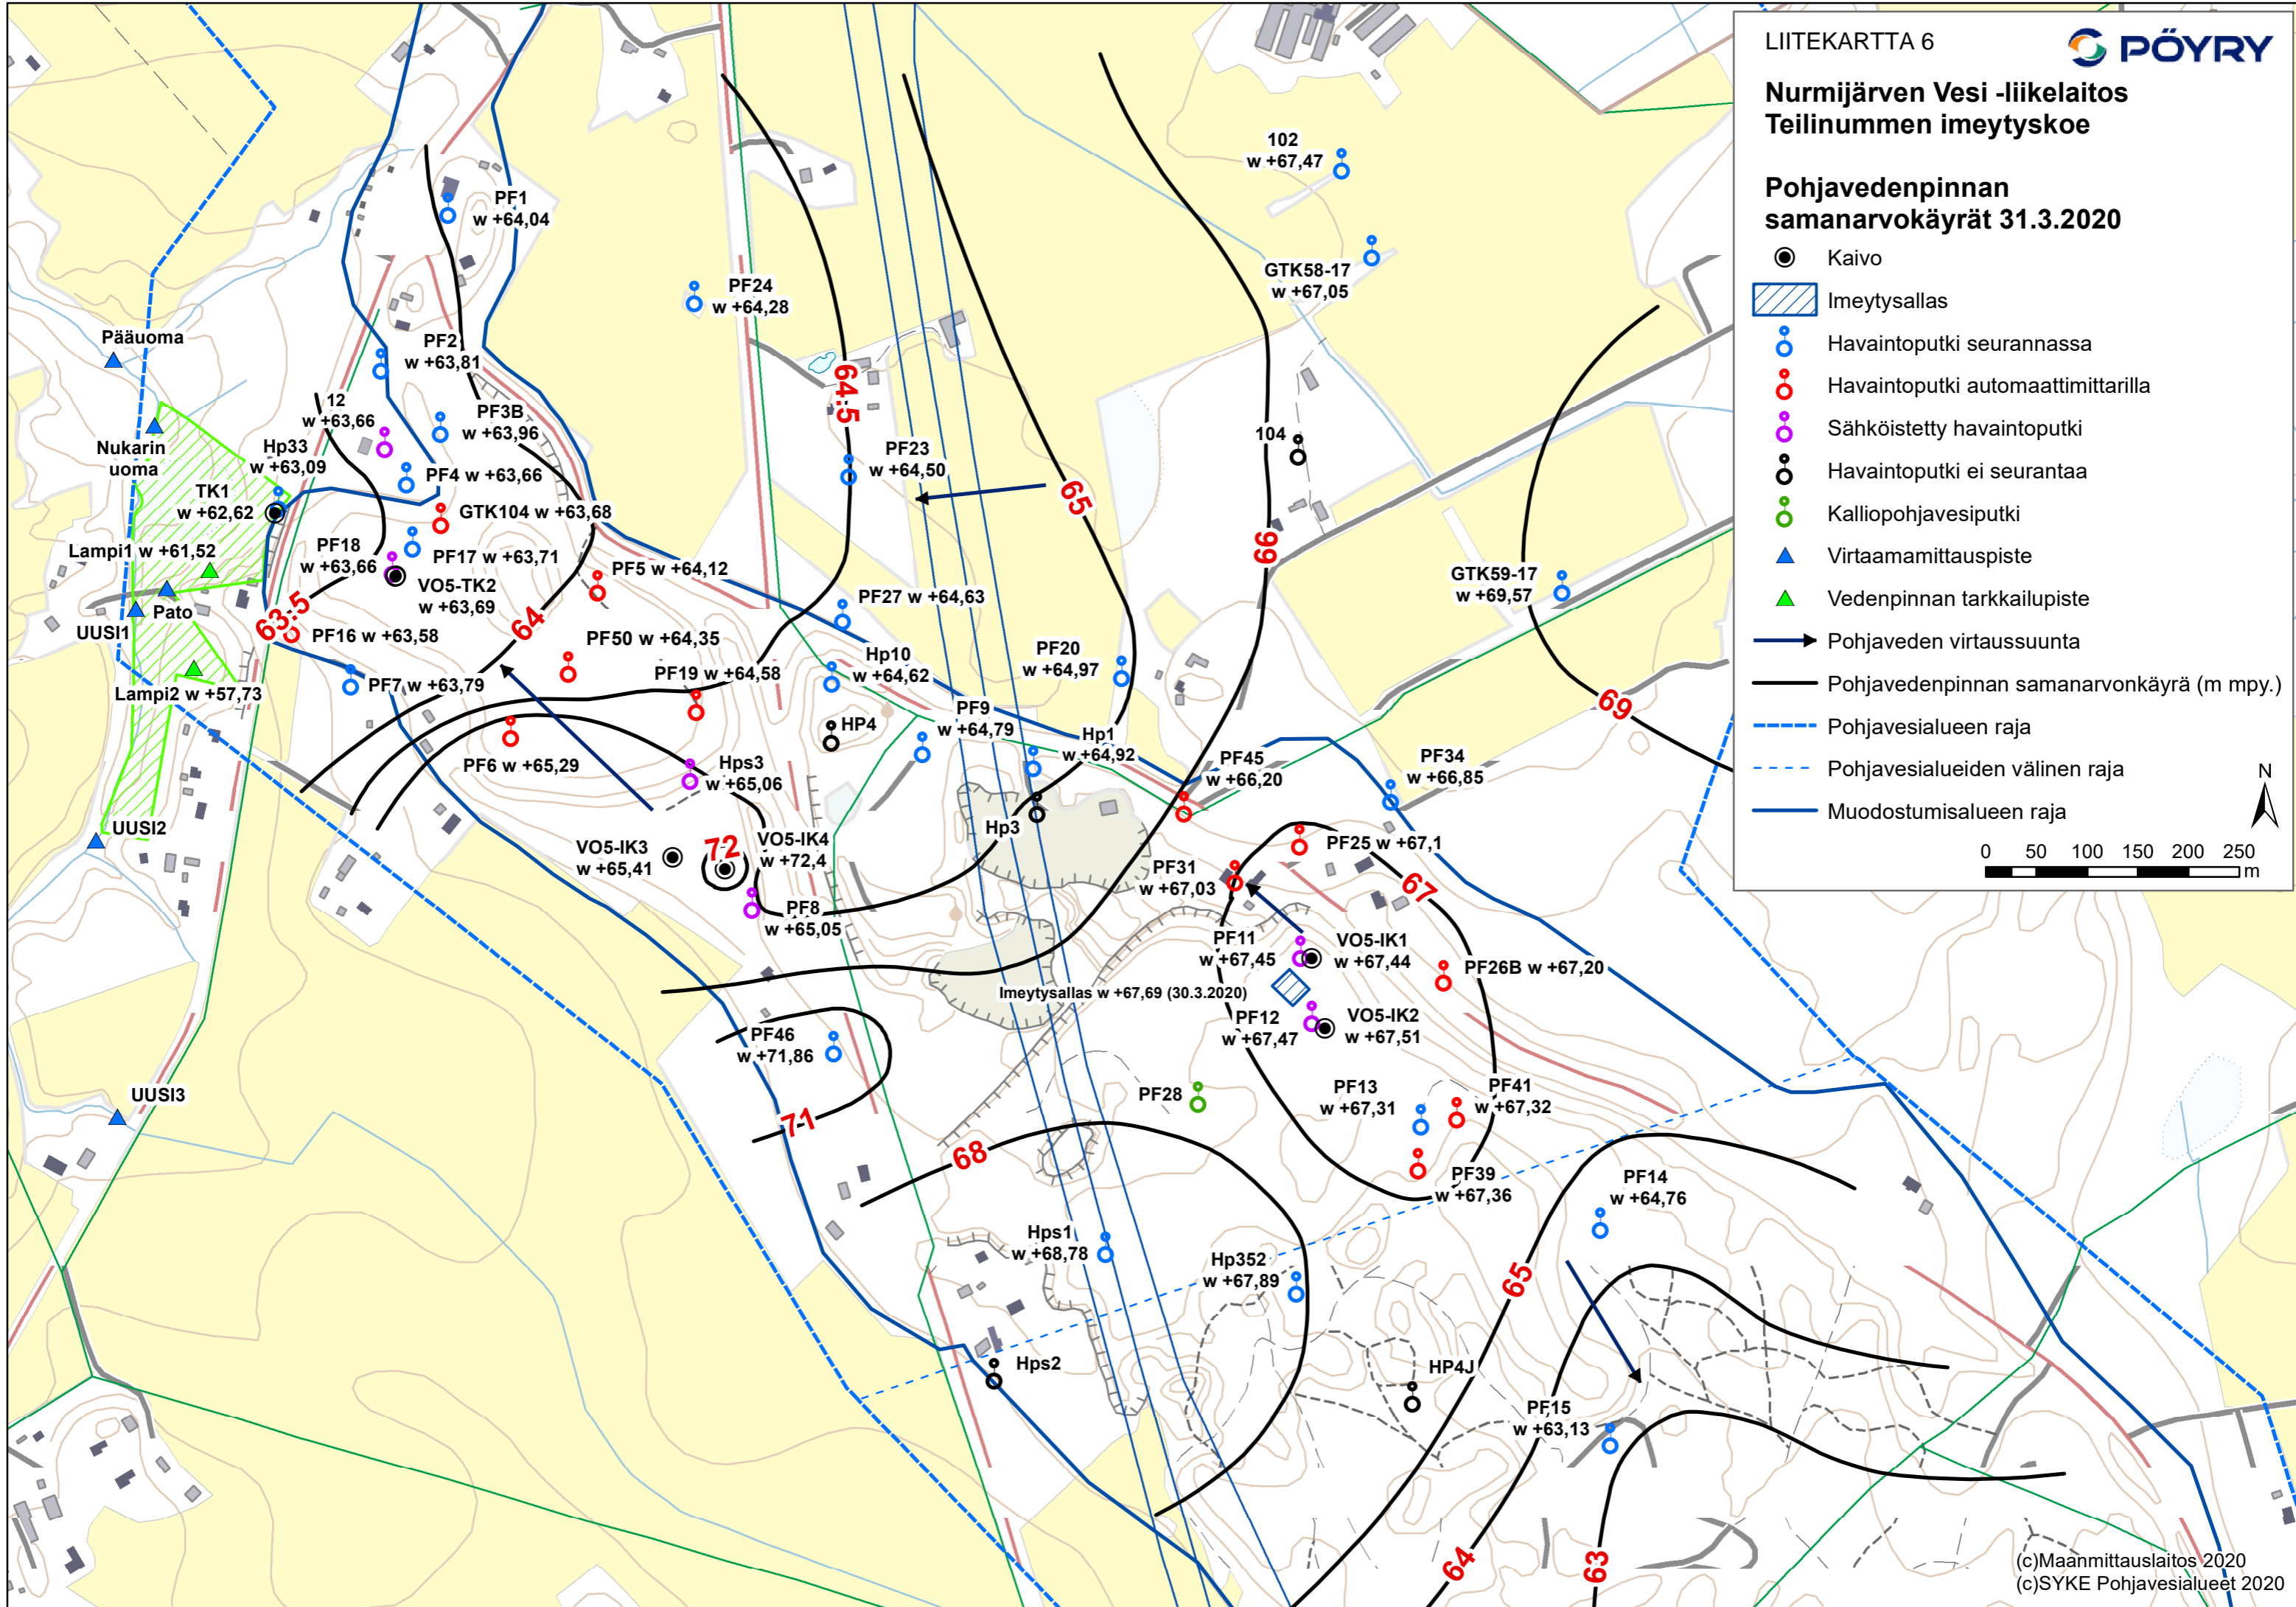 LIITEKARTTA 6
PÖYRY
Nurmijärven Vesi -liikelaitos
Teilinummen imeytyskoe
Pohjavedenpinnan
samanarvokäyrät 31.3.2020
Kaivo
Imeytysallas
Havaintoputki seurannassa
Havaintoputki automaattimittarilla
Sähköistetty havaintoputki
Havaintoputki ei seurantaa
Kalliopohjavesiputki
Virtaamamittauspiste
Vedenpinnan tarkkailupiste
Pohjaveden virtaussuunta
Pohjavedenpinnan samanarvonkäyrä (m mpy.)
Pohjavesialueen raja
Pohjavesialueiden välinen raja
Muodostumisalueen raja
N
0 50 100 150 200 250
m
102
w +67,47
PF1
w +64,04
GTK58-17
w +67,05
PF24
w +64,28
Pääuoma
PF2
w +63,81
64.5
12
w +63,66
PF3B
w +63,96
Nukarin
uoma
Hp33
w +63,09
PF4 w +63,66
PF23
w +64,50
104
65
TK1
w +62,62
GTK104 w +63,68
66
Lampi1 w +61,52
PF18
w +63,66
PF17 w +63,71
PF5 w +64,12
GTK59-17
w +69,57
VO5-TK2
w +63,69
PF27 w +64,63
Pato
UUSI1
63.5
64
PF16 w +63,58
PF50 w +64,35
Hp10
w +64,62
PF20
w +64,97
PF19 w +64,58
PF7 w +63,79
Lampi2 w +57,73
69
HP4
PF9
w +64,79
Hp1
w +64,92
PF6 w +65,29
Hps3
w +65,06
PF45
w +66,20
PF34
w +66,85
UUSI2
Hp3
VO5-IK3
w +65,41
72
VO5-IK4
w +72,4
PF25 w +67,1
PF31
w +67,03
67
PF8
w +65,05
PF11
w +67,45
VO5-IK1
w +67,44
PF26B w +67,20
Imeytysallas w +67,69 (30.3.2020)
PF12
w +67,47
VO5-IK2
w +67,51
PF46
w +71,86
UUSI3
PF28
PF13
w +67,31
PF41
w +67,32
71
68
PF39
w +67,36
PF14
w +64,76
Hps1
w +68,78
Hp352
w +67,89
65
Hps2
HP4J
PF15
w +63,13
64
63
(c)Maanmittauslaitos 2020
(c)SYKE Pohjavesialueet 2020